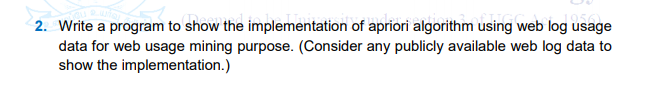 2. Write a program to show the implementation of apriori algorithm using web log usage
data for web usage mining purpose. (Consider any publicly available web log data to
show the implementation.)